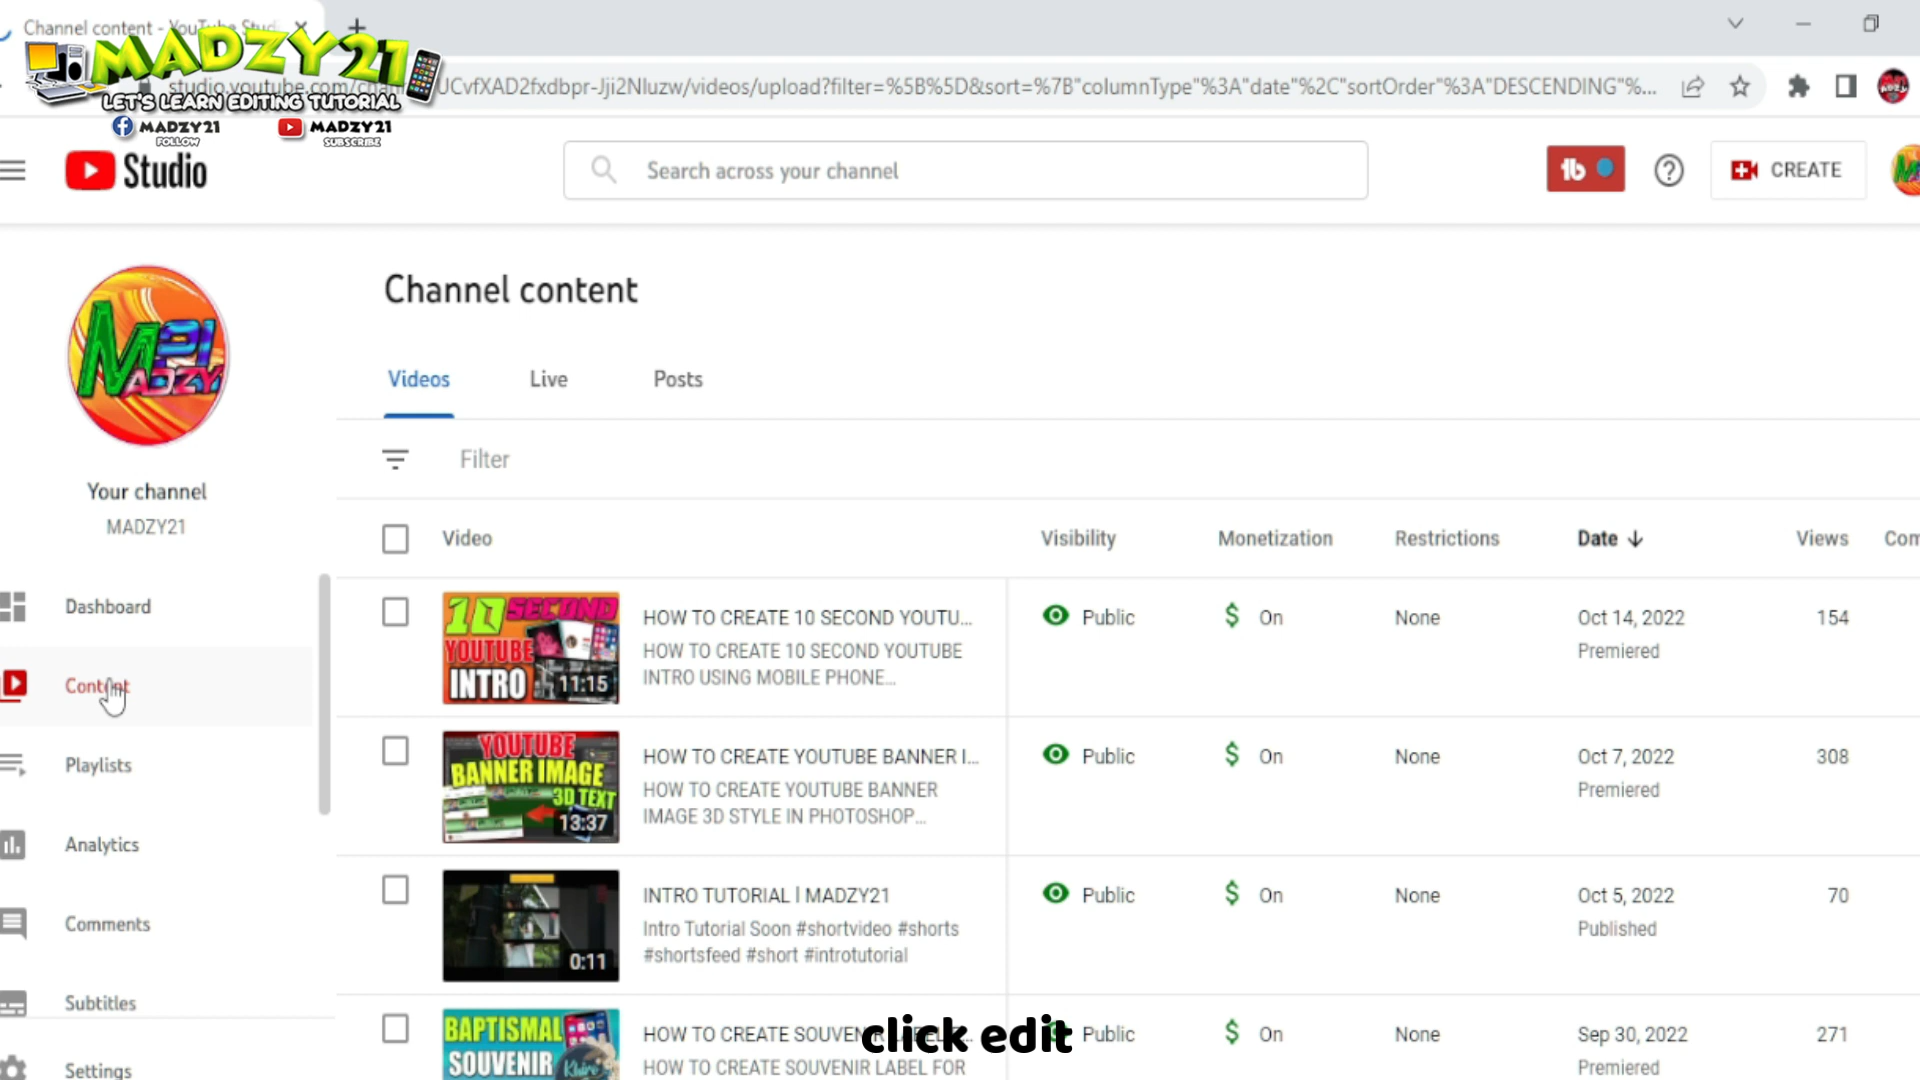 Channel content - YouTube Studi
MADZY21
LET'S LEARN EDITING TUTORIAL
MADZY21
FOLLOW
MADZY21
SUBSCRIBE
UCvfXAD2fxdbpr-Jji2NIuzw/videos/upload?filter=%5B%5D&sort=%7B"columnType"%3A"date"%2C"sortOrder"%3A"DESCENDING"%...
Studio
Search across your channel
CREATE
Your channel
MADZY21
Dashboard
Content
Playlists
Analytics
Comments
Subtitles
Settings
Channel content
Videos Live Posts
Filter
Video Visibility Monetization Restrictions Date Views Com
10 SECOND
YOUTUBE
INTRO
11:15
HOW TO CREATE 10 SECOND YOUTU...
HOW TO CREATE 10 SECOND YOUTUBE
INTRO USING MOBILE PHONE...
Public On None Oct 14, 2022 154
Premiered
YOUTUBE
BANNER IMAGE
3D TEXT
13:37
HOW TO CREATE YOUTUBE BANNER I...
HOW TO CREATE YOUTUBE BANNER
IMAGE 3D STYLE IN PHOTOSHOP...
Public On None Oct 7, 2022 308
Premiered
0:11
INTRO TUTORIAL | MADZY21
Intro Tutorial Soon #shortvideo #shorts
#shortsfeed #short #introtutorial
Public On None Oct 5, 2022 70
Published
BAPTISMAL
SOUVENIR
HOW TO CREATE SOUVENIR
HOW TO CREATE SOUVENIR LABEL FOR
Public On None Sep 30, 2022 271
Premiered
click edit